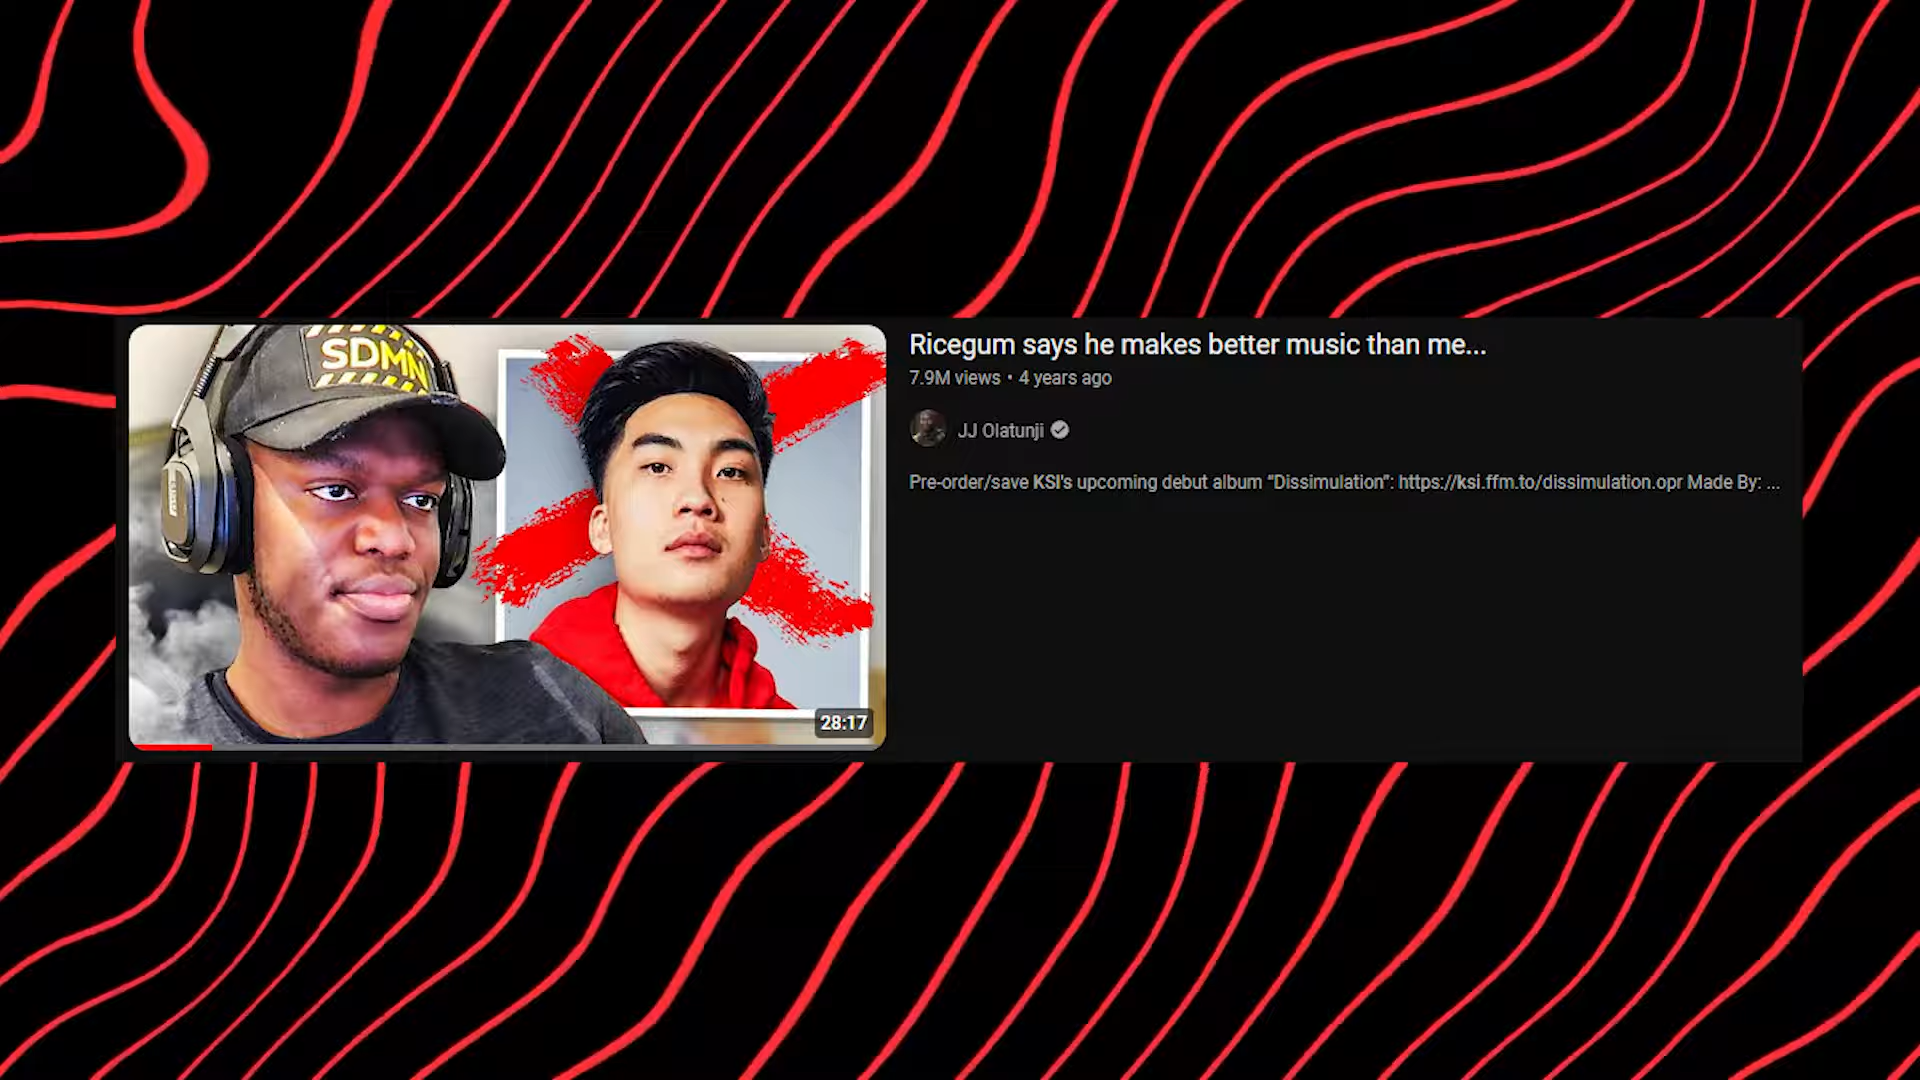 SDMN
28:17
Ricegum says he makes better music than me...
7.9M views • 4 years ago
JJ Olatunji
Pre-order/save KSI's upcoming debut album “Dissimulation”: https://ksi.ffm.to/dissimulation.opr Made By: ...